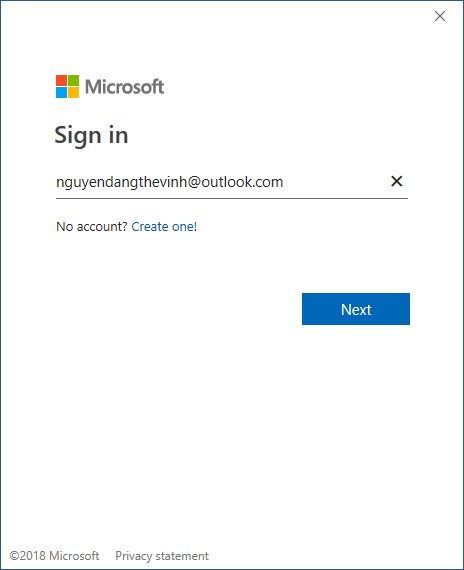 Microsoft
Sign in
nguyendangthevinh@outlook.com
No account? Create one!
Next
©2018 Microsoft Privacy statement